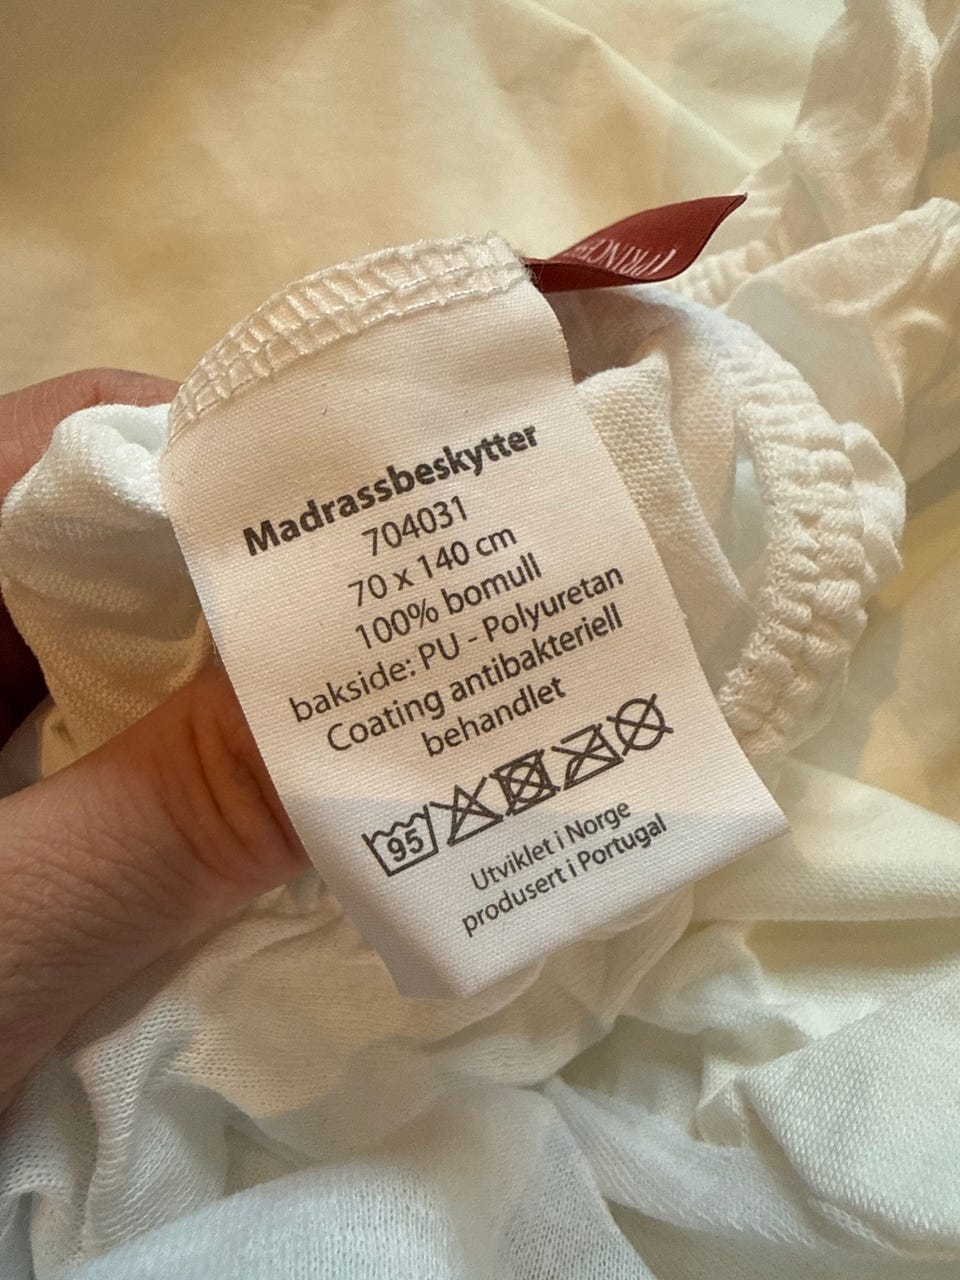 Madrassbeskytter
704031
70 x 140 cm
100% bomull
bakside: PU - Polyuretan
Coating antibakteriell
behandlet
95
Utviklet i Norge
produsert i Portugal